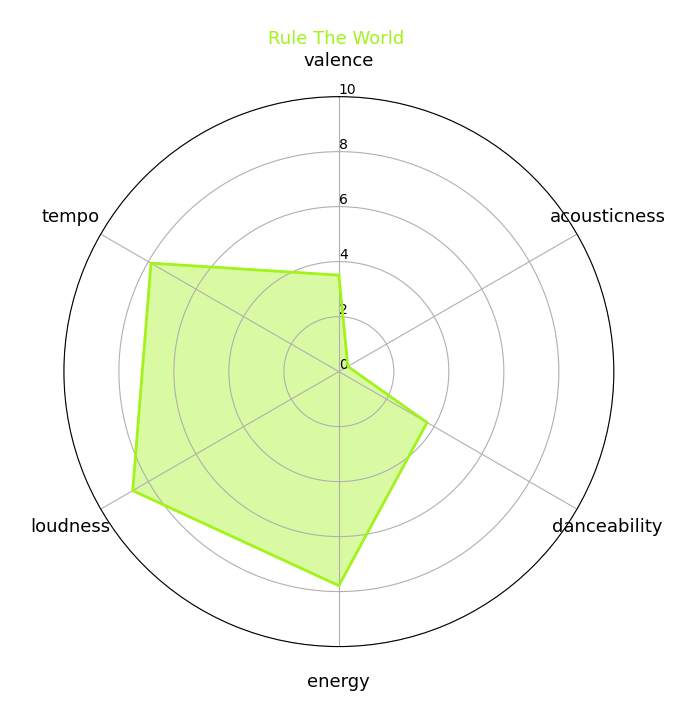 Rule The World
valence
10
8
6
4
2
0
tempo
acousticness
loudness
danceability
energy